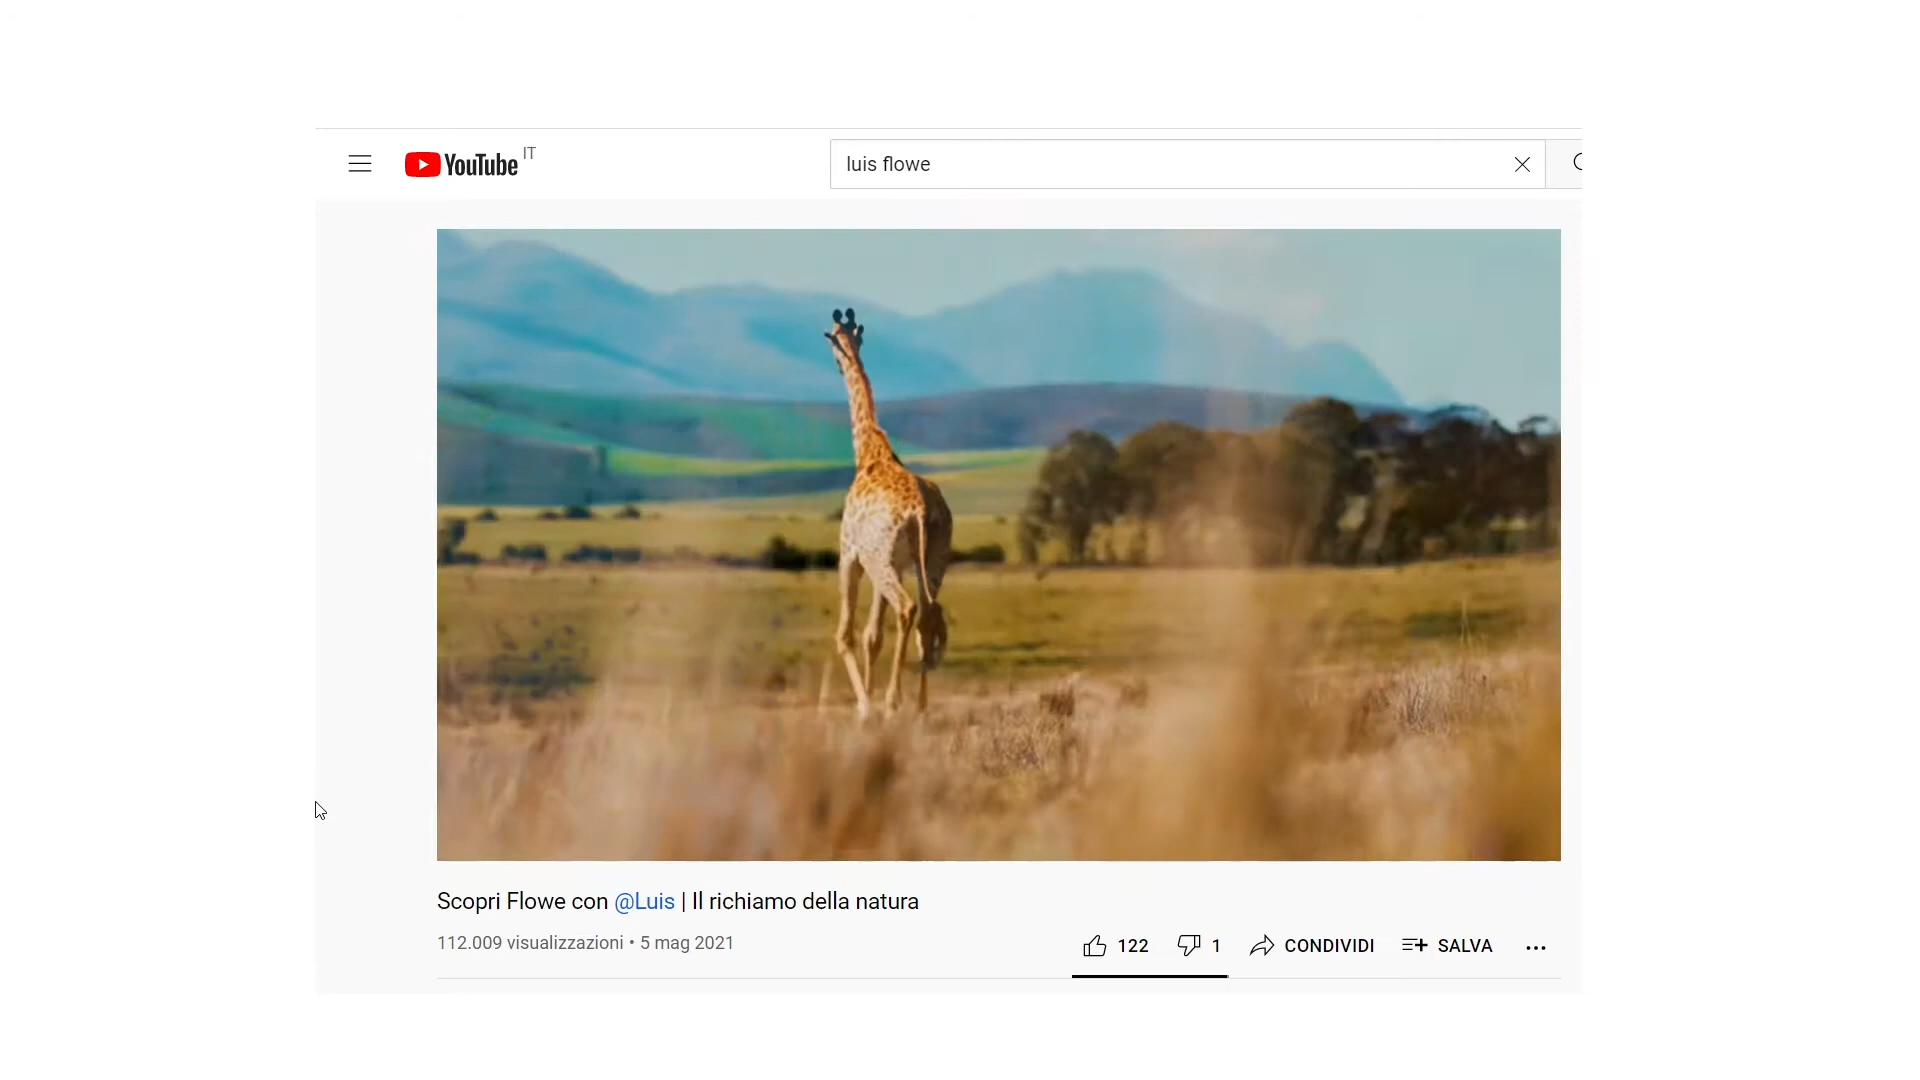 YouTube IT
luis flowe
Scopri Flowe con @Luis | Il richiamo della natura
112.009 visualizzazioni • 5 mag 2021
122 1 CONDIVIDI SALVA